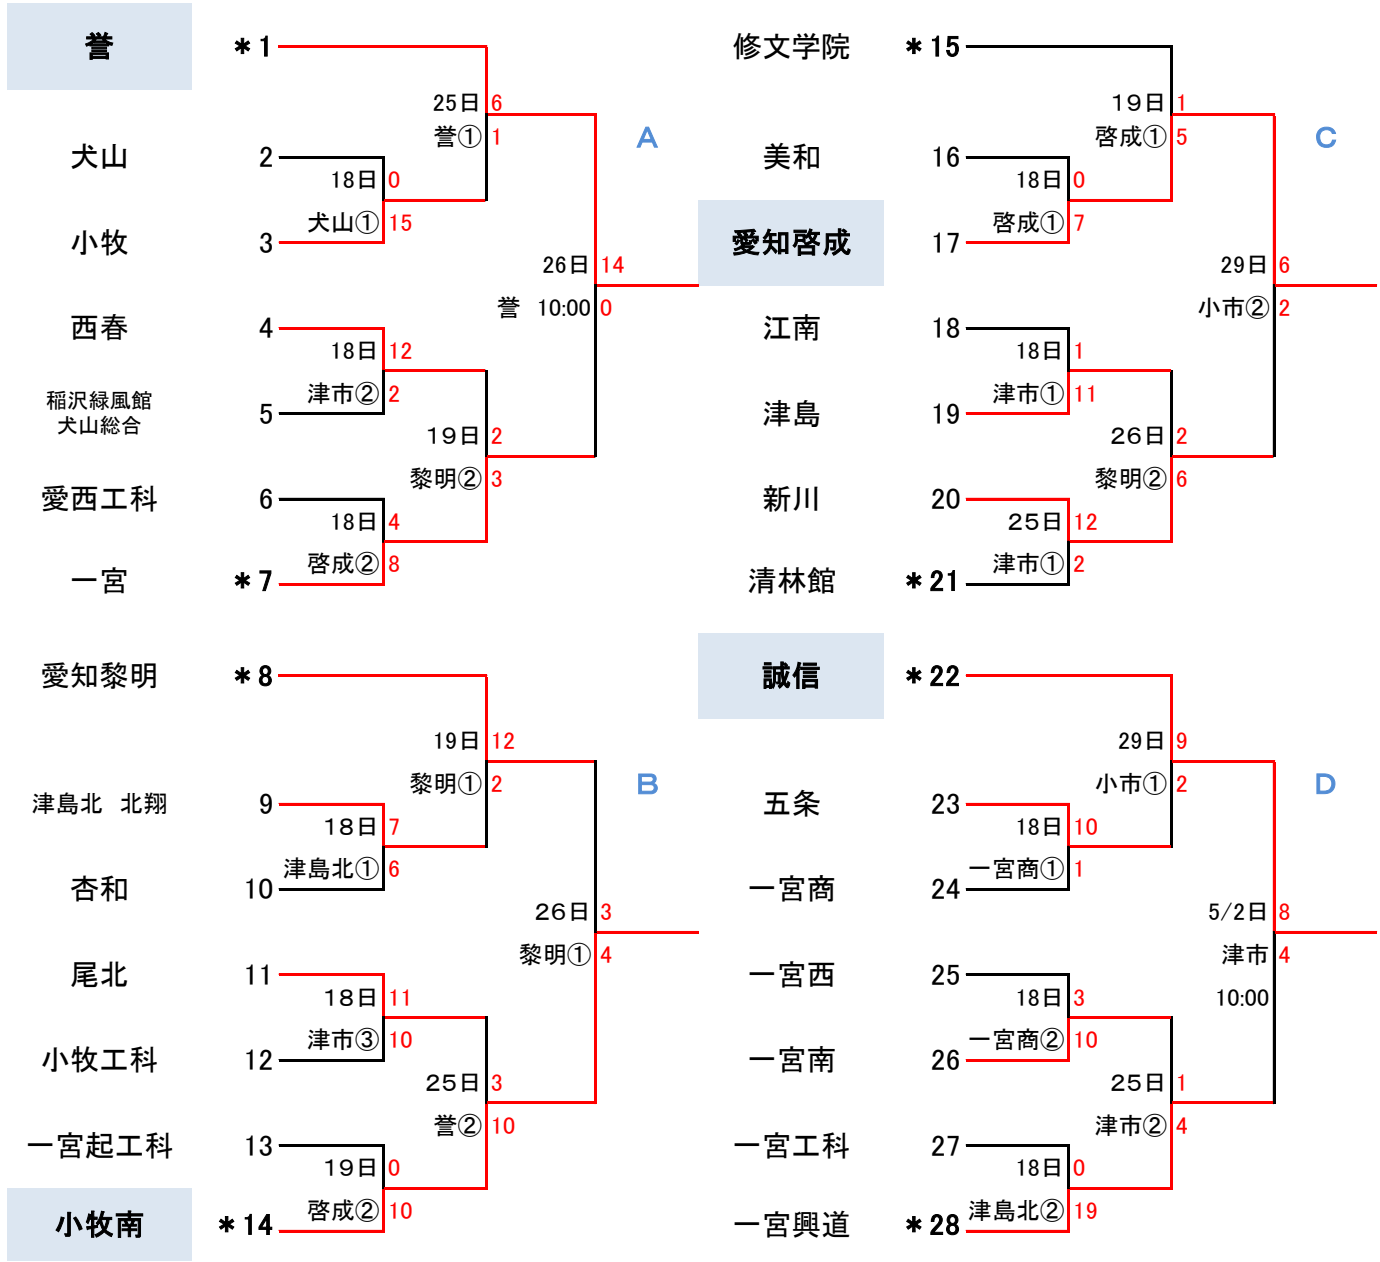 誉 ＊1
25日 6
誉① 1
A
犬山 2
18日 0
犬山① 15
小牧 3
26日 14
誉 10:00 0
西春 4
18日 12
津市② 2
稲沢緑風館
犬山総合
5
19日 2
黎明② 3
愛西工科 6
18日 4
啓成② 8
一宮 ＊7
愛知黎明 ＊8
19日 12
黎明① 2
B
津島北 北翔 9
18日 7
津島北① 6
杏和 10
26日 3
黎明① 4
尾北 11
18日 11
津市③ 10
小牧工科 12
25日 3
誉② 10
一宮起工科 13
19日 0
啓成② 10
小牧南 ＊14
修文学院 ＊15
19日 1
啓成① 5
C
美和 16
18日 0
啓成① 7
愛知啓成 17
29日 6
小市② 2
江南 18
18日 1
津市① 11
津島 19
26日 2
黎明② 6
新川 20
25日 12
津市① 2
清林館 ＊21
誠信 ＊22
29日 9
小市① 2
D
五条 23
18日 10
一宮商① 1
一宮商 24
5/2日 8
津市 4
10:00
一宮西 25
18日 3
一宮商② 10
一宮南 26
25日 1
津市② 4
一宮工科 27
18日 0
津島北② 19
一宮興道 ＊28